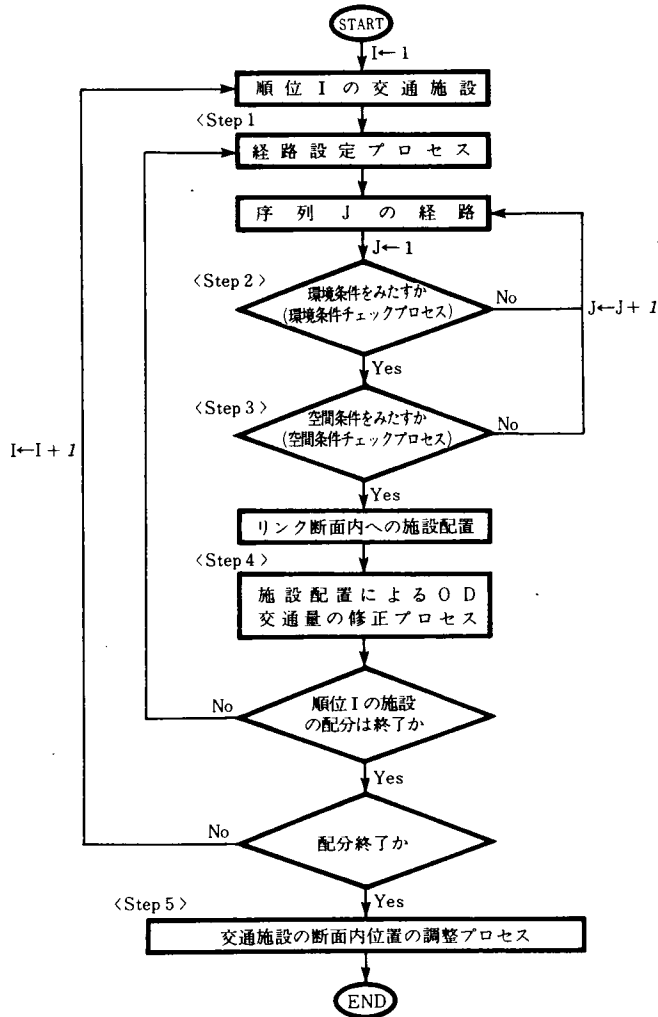 START
I←1
順位Iの交通施設
<Step 1
経路設定プロセス
序列Jの経路
J←1
<Step 2>
環境条件をみたすか
(環境条件チェックプロセス)
No
J←J+1
Yes
<Step 3>
空間条件をみたすか
(空間条件チェックプロセス)
No
I←I+1
Yes
リンク断面内への施設配置
<Step 4>
施設配置によるOD
交通量の修正プロセス
順位Iの施設
の配分は終了か
No
Yes
配分終了か
No
Yes
<Step 5>
交通施設の断面内位置の調整プロセス
END